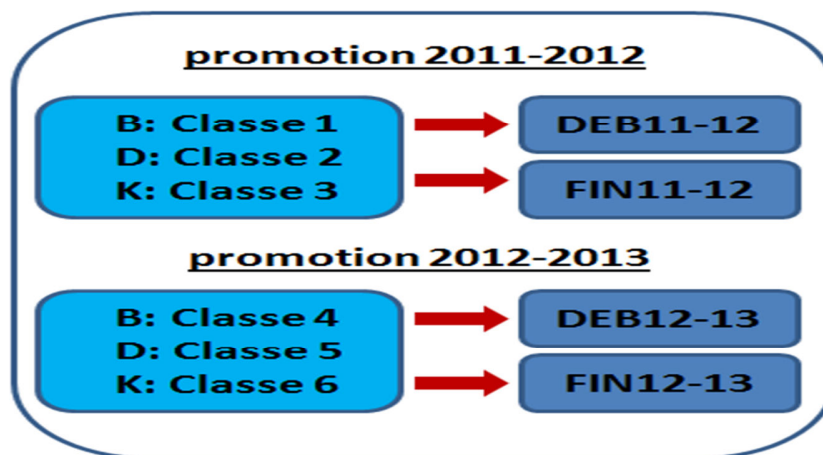 promotion 2011-2012
B: Classe 1
D: Classe 2
K: Classe 3
DEB11-12
FIN11-12
promotion 2012-2013
B: Classe 4
D: Classe 5
K: Classe 6
DEB12-13
FIN12-13